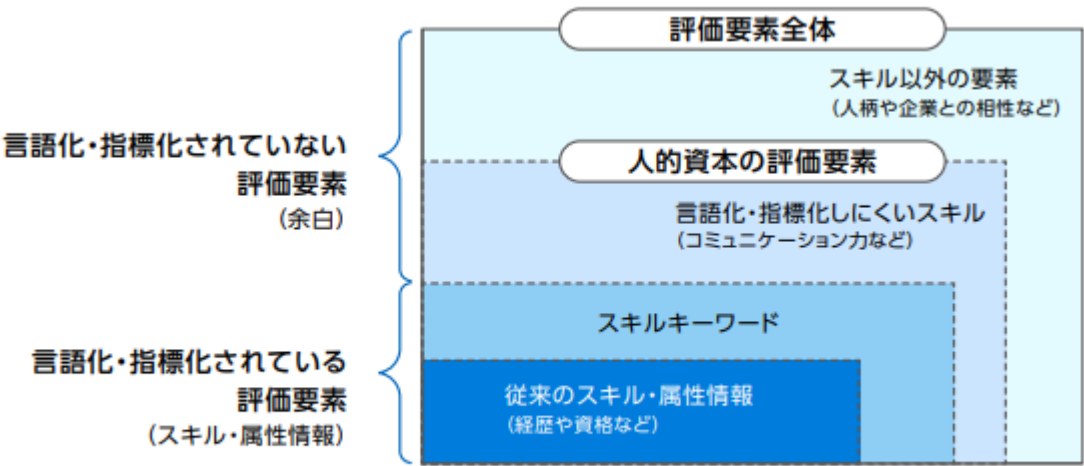 評価要素全体
スキル以外の要素
（人柄や企業との相性など）
言語化・指標化されていない
評価要素
（余白）
人的資本の評価要素
言語化・指標化しにくいスキル
（コミュニケーション力など）
スキルキーワード
言語化・指標化されている
評価要素
（スキル・属性情報）
従来のスキル・属性情報
（経歴や資格など）